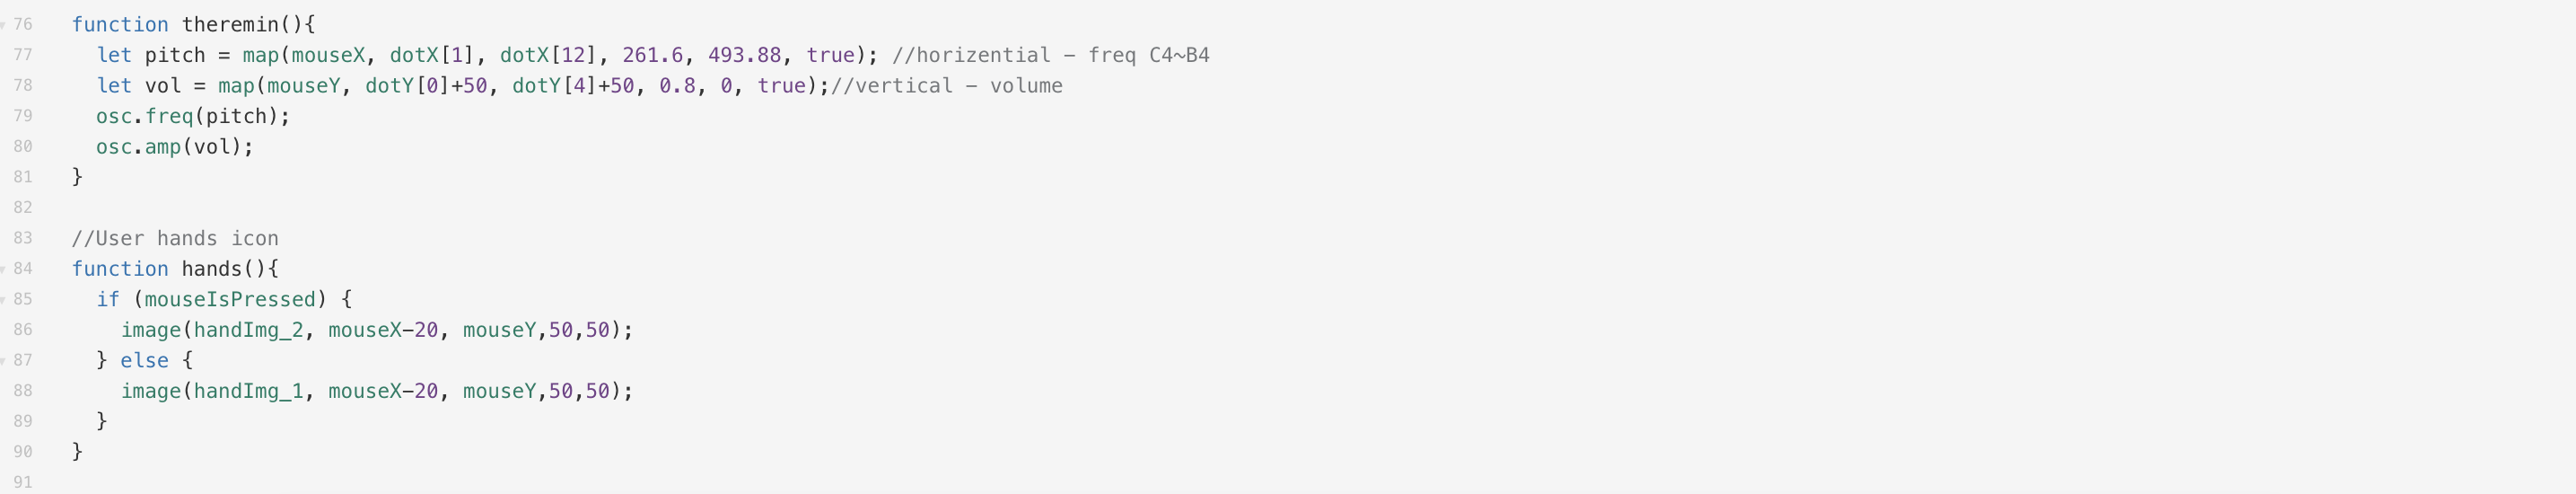 76 function theremin(){
77 let pitch = map(mouseX, dotX[1], dotX[12], 261.6, 493.88, true); //horizential - freq C4~B4
78 let vol = map(mouseY, dotY[0]+50, dotY[4]+50, 0.8, 0, true);//vertical - volume
79 osc.freq(pitch);
80 osc.amp(vol);
81 }
82
83 //User hands icon
84 function hands(){
85 if (mouseIsPressed) {
86 image(handImg_2, mouseX-20, mouseY,50,50);
87 } else {
88 image(handImg_1, mouseX-20, mouseY,50,50);
89 }
90 }
91